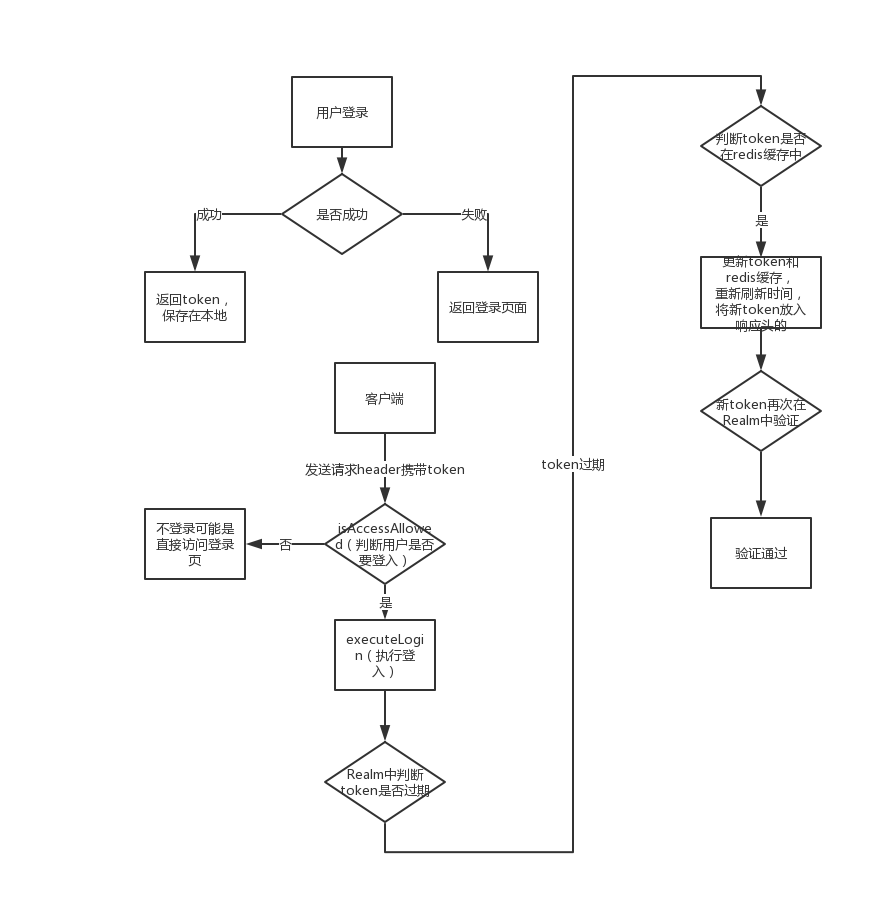 用户登录
是否成功
成功
失败
返回token，
保存在本地
返回登录页面
客户端
发送请求header携带token
isAccessAllowe
d（判断用户是否
要登入）
否
不登录可能是
直接访问登录
页
是
executeLogi
n（执行登
入）
Realm中判断
token是否过期
token过期
判断token是否
在redis缓存中
是
更新token和
redis缓存，
重新刷新时间，
将新token放入
响应头的
新token再次在
Realm中验证
验证通过